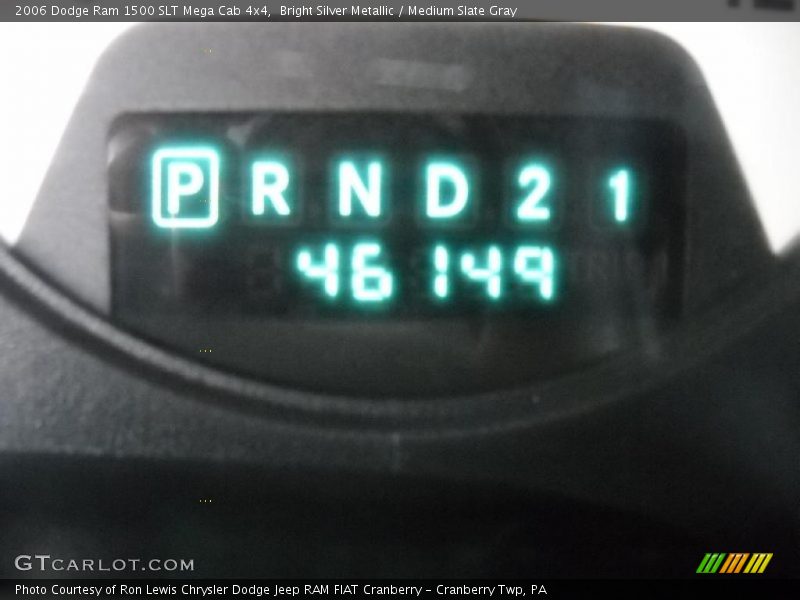 2006 Dodge Ram 1500 SLT Mega Cab 4x4,  Bright Silver Metallic / Medium Slate Gray
P R N D 2 1
46149
GTCARLOT.COM
Photo Courtesy of Ron Lewis Chrysler Dodge Jeep RAM FIAT Cranberry – Cranberry Twp, PA